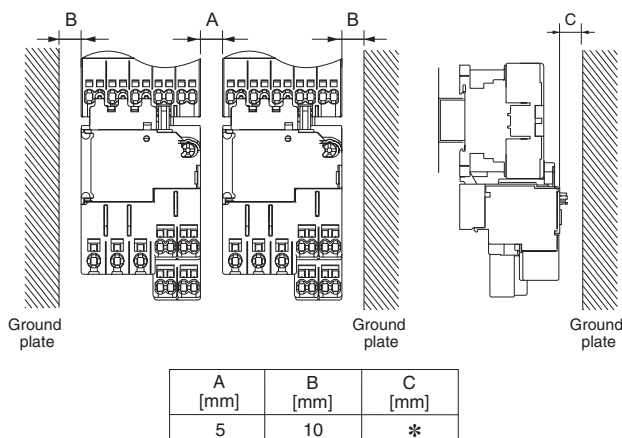 B A B C
Ground plate
Ground plate
Ground plate
A [mm] B [mm] C [mm]
5 10 *